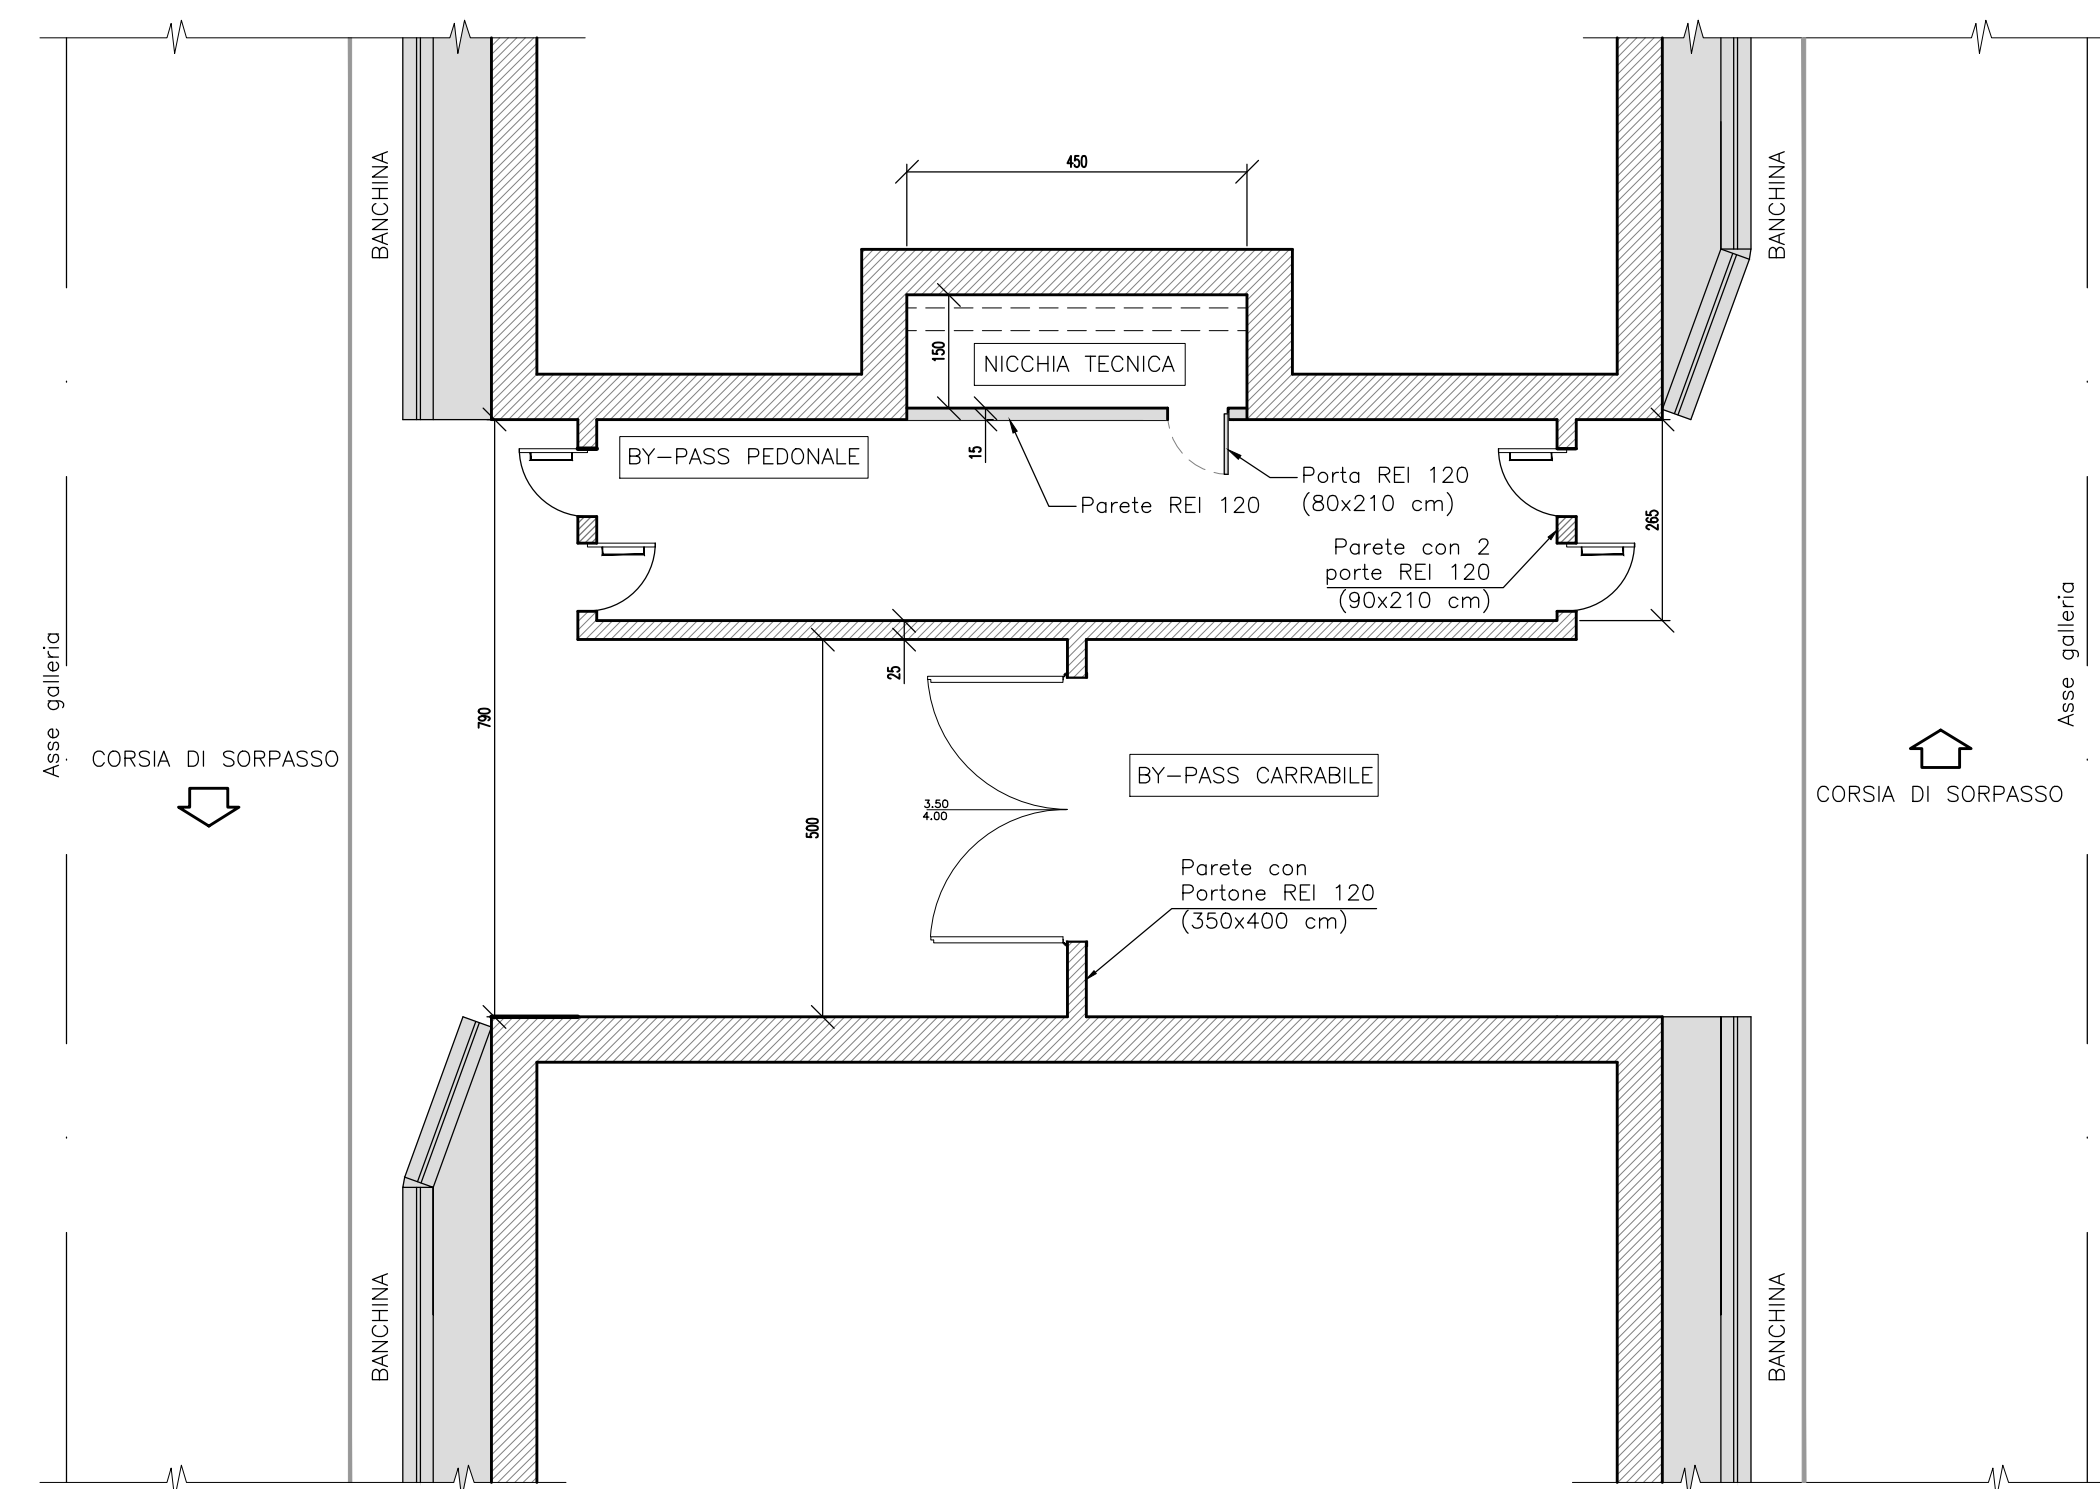 450
BANCHINA
BANCHINA
150
NICCHIA TECNICA
15
BY-PASS PEDONALE
Porta REI 120
(80x210 cm)
Parete REI 120
265
Parete con 2
porte REI 120
(90x210 cm)
25
790
Asse galleria
Asse galleria
CORSIA DI SORPASSO
BY-PASS CARRABILE
CORSIA DI SORPASSO
3.50
4.00
500
Parete con
Portone REI 120
(350x400 cm)
BANCHINA
BANCHINA